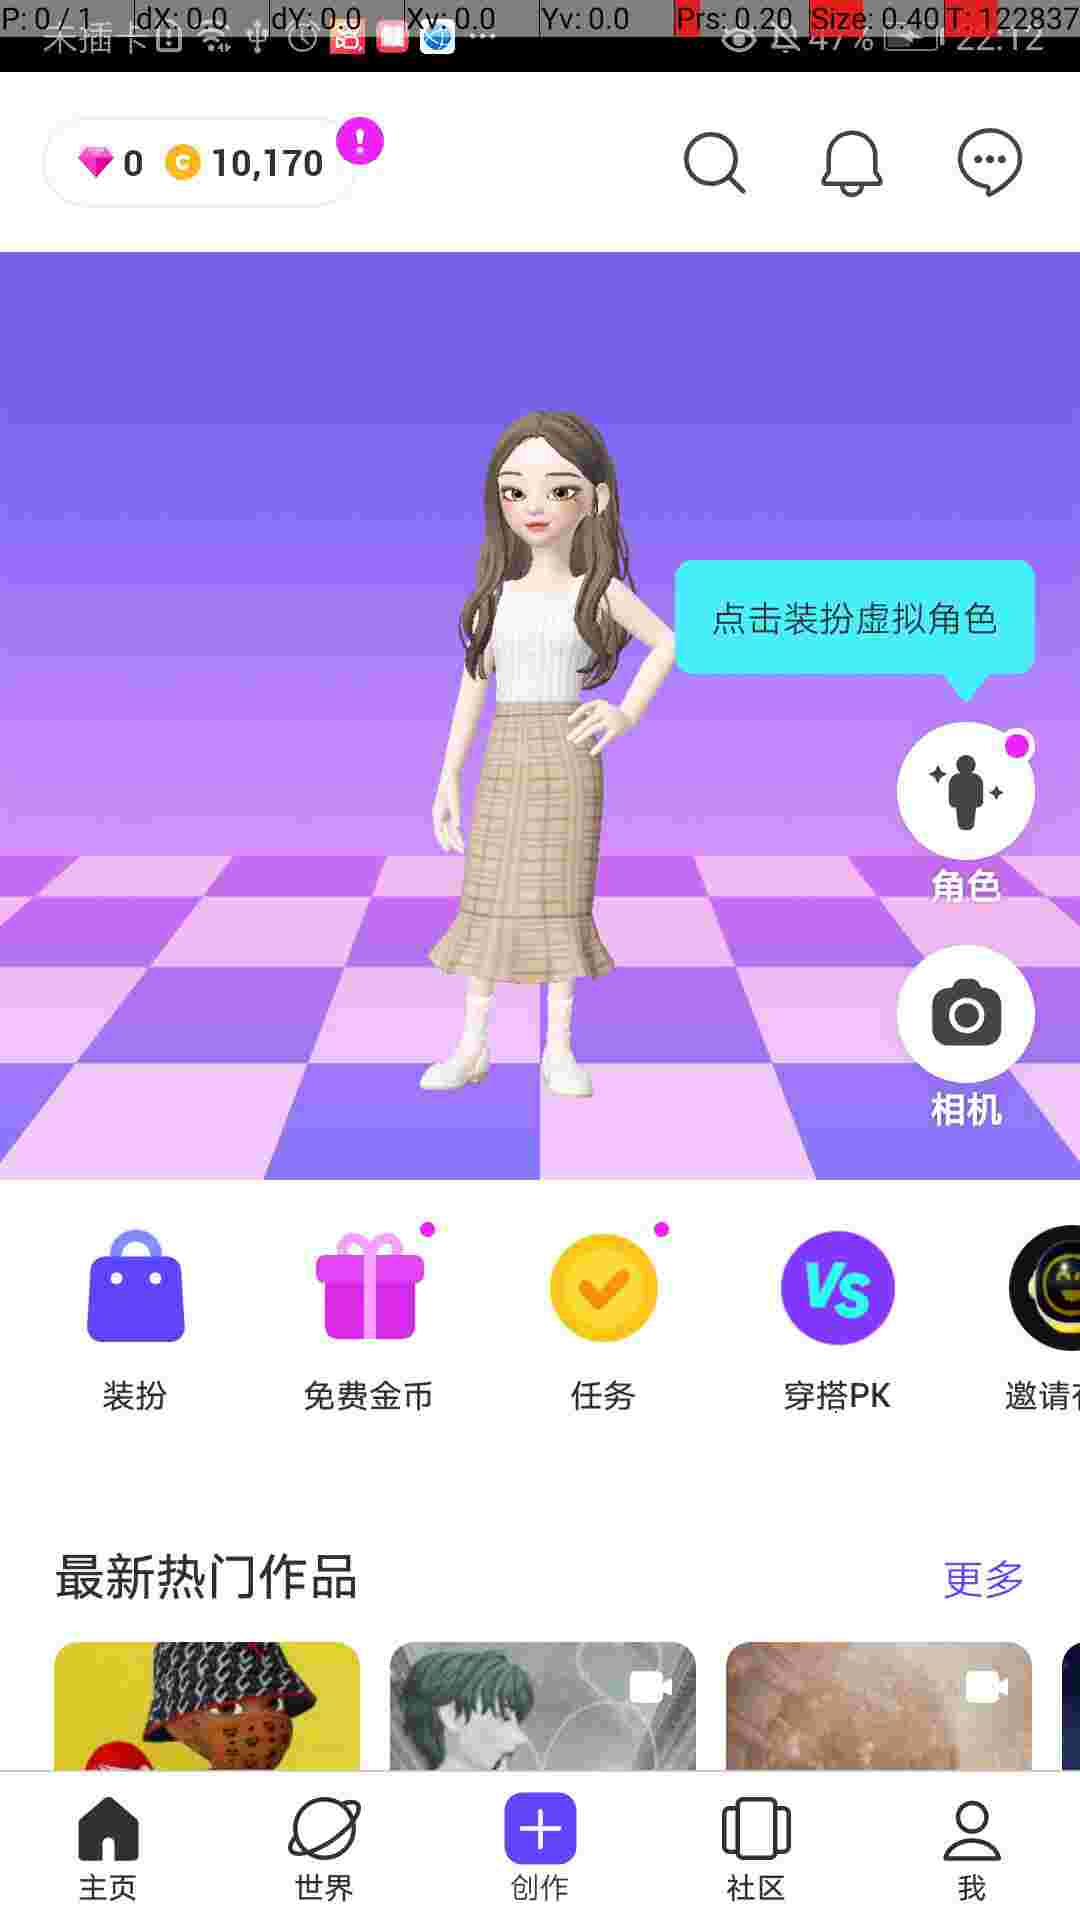 P: 0 / 1 dX: 0.0 dY: 0.0 Xv: 0.0 Yv: 0.0 Prs: 0.20 Size: 0.40 T: 122837
未插卡 47% 22:12
0 C 10,170 !
点击装扮虚拟角色
角色
相机
VS
装扮 免费金币 任务 穿搭PK 邀请
最新热门作品 更多
主页 世界 创作 社区 我